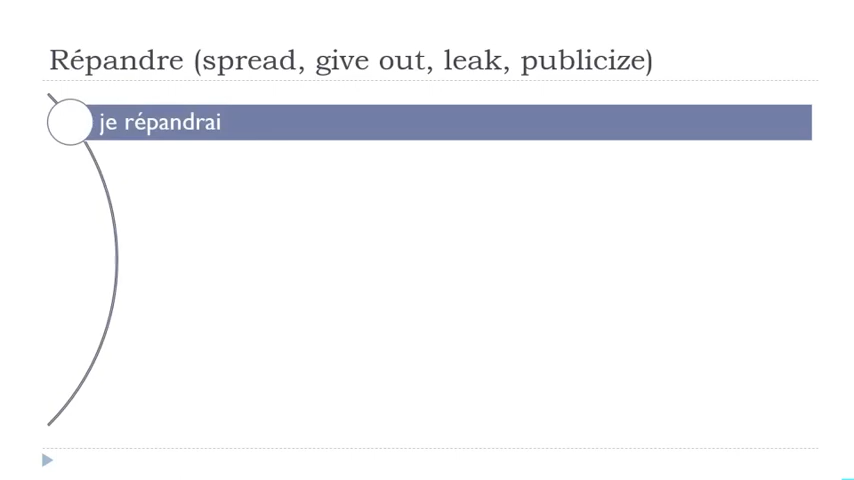 Répandre (spread, give out, leak, publicize)
je répandrai